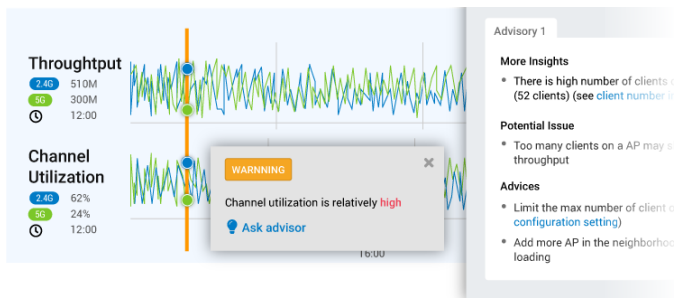 Throughtput
2.4G 510M
5G 300M
12:00
Channel
Utilization
2.4G 62%
5G 24%
12:00
WARNNING
Channel utilization is relatively high
Ask advisor
16:00
Advisory 1
More Insights
There is high number of clients
(52 clients) (see client number
Potential Issue
Too many clients on a AP may
throughput
Advices
Limit the max number of client
configuration setting)
Add more AP in the
loading